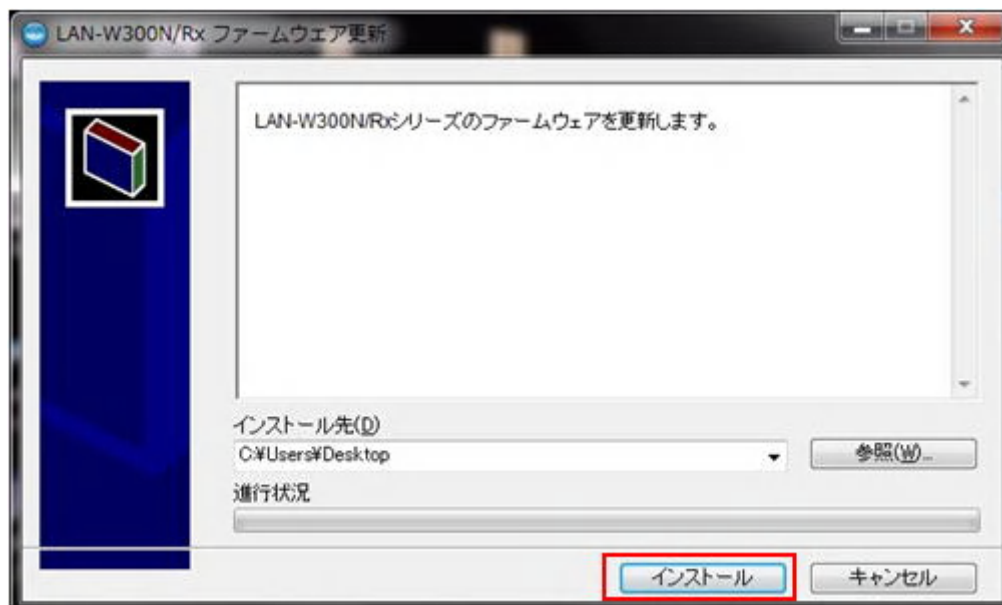 LAN-W300N/Rx ファームウエア更新
LAN-W300N/Rxシリーズのファームウェアを更新します。
インストール先(D)
C:¥Users¥Desktop
参照(W)...
進行状況
インストール
キャンセル